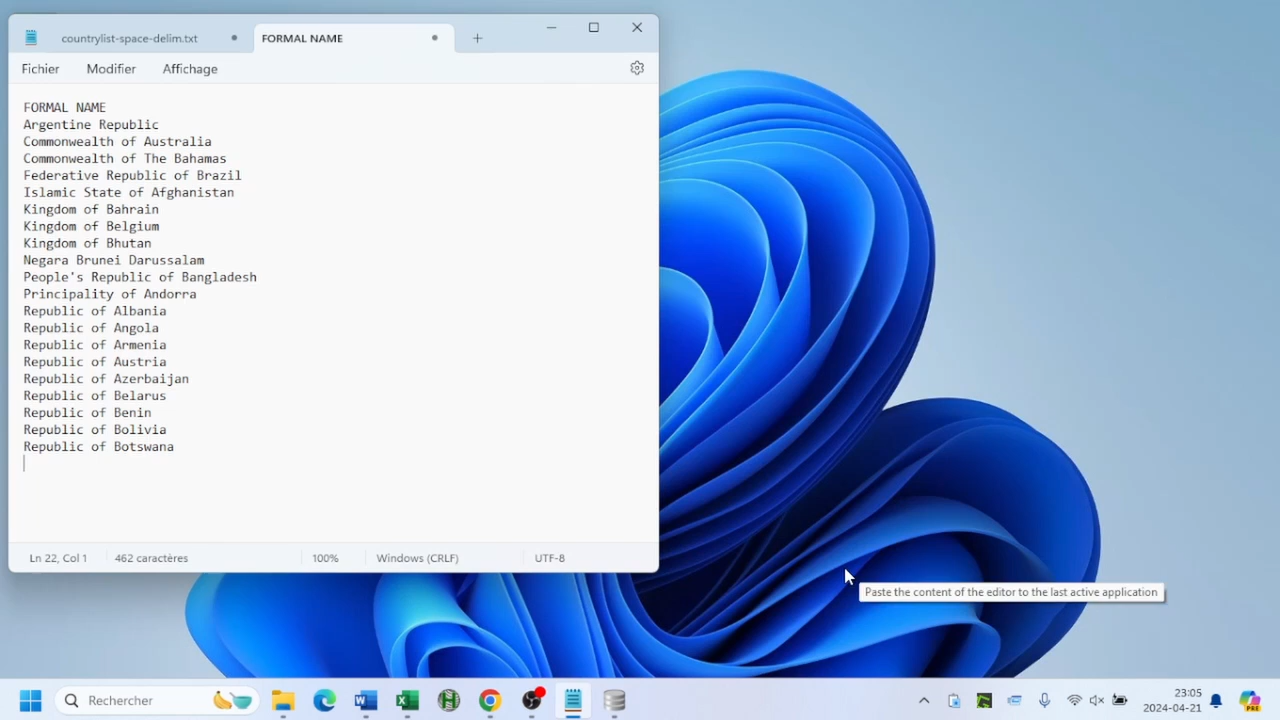 countrylist-space-delim.txt
FORMAL NAME
Fichier
Modifier
Affichage
FORMAL NAME
Argentine Republic
Commonwealth of Australia
Commonwealth of The Bahamas
Federative Republic of Brazil
Islamic State of Afghanistan
Kingdom of Bahrain
Kingdom of Belgium
Kingdom of Bhutan
Negara Brunei Darussalam
People's Republic of Bangladesh
Principality of Andorra
Republic of Albania
Republic of Angola
Republic of Armenia
Republic of Austria
Republic of Azerbaijan
Republic of Belarus
Republic of Benin
Republic of Bolivia
Republic of Botswana
Ln 22, Col 1
462 caractères
100%
Windows (CRLF)
UTF-8
Paste the content of the editor to the last active application
Rechercher
23:05
2024-04-21
PRE